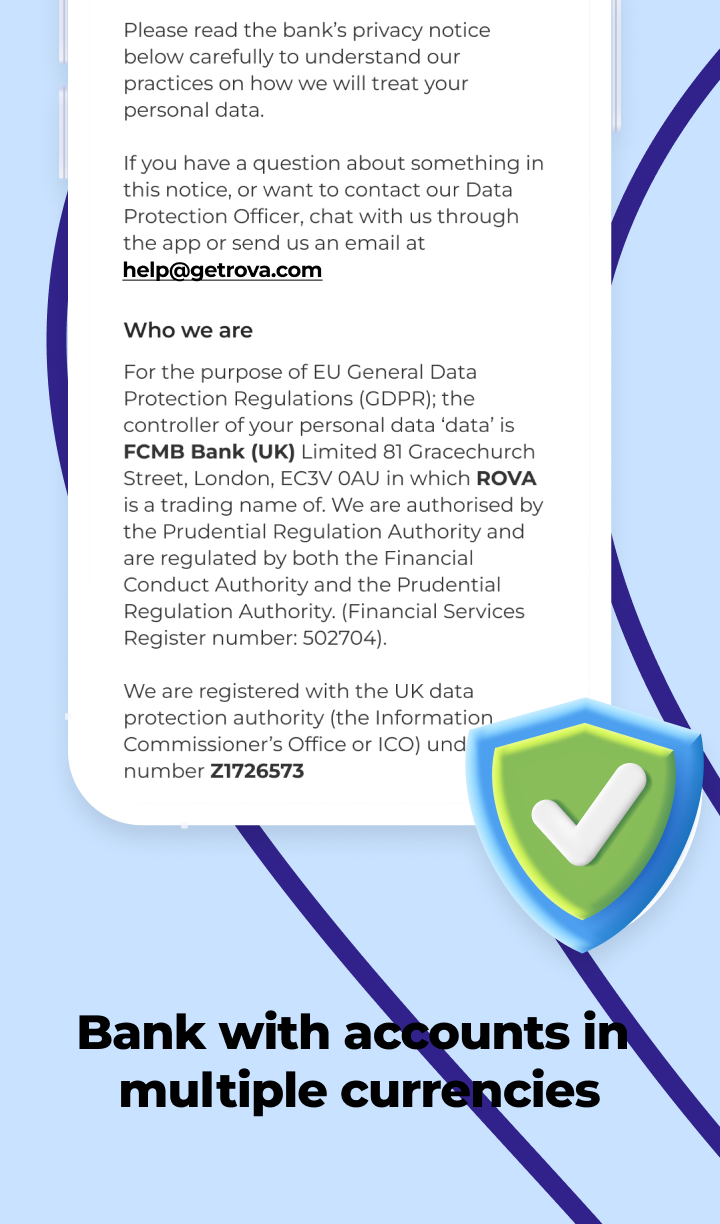 Please read the bank’s privacy notice
below carefully to understand our
practices on how we will treat your
personal data.
If you have a question about something in
this notice, or want to contact our Data
Protection Officer, chat with us through
the app or send us an email at
help@getrova.com
Who we are
For the purpose of EU General Data
Protection Regulations (GDPR); the
controller of your personal data ‘data’ is
FCMB Bank (UK) Limited 81 Gracechurch
Street, London, EC3V 0AU in which ROVA
is a trading name of. We are authorised by
the Prudential Regulation Authority and
are regulated by both the Financial
Conduct Authority and the Prudential
Regulation Authority. (Financial Services
Register number: 502704).
We are registered with the UK data
protection authority (the Information
Commissioner’s Office or ICO)
number Z1726573
Bank with accounts in
multiple currencies